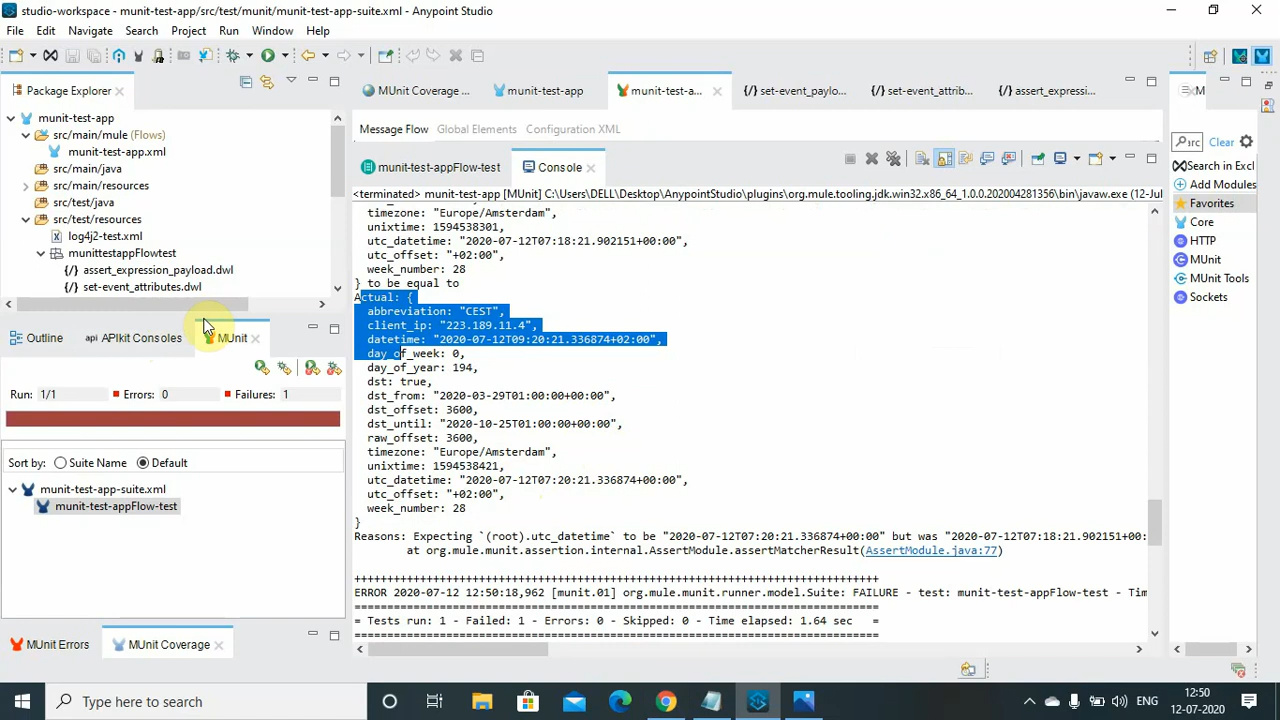 studio-workspace - munit-test-app/src/test/munit/munit-test-app-suite.xml - Anypoint Studio
File Edit Navigate Search Project Run Window Help
Package Explorer
munit-test-app
src/main/mule (Flows)
munit-test-app.xml
src/main/java
src/main/resources
src/test/java
src/test/resources
log4j2-test.xml
munittestappFlowtest
{/} assert_expression_payload.dwl
{/} set-event_attributes.dwl
Outline
api APIkit Consoles
MUnit
Run: 1/1
Errors: 0
Failures: 1
Sort by: Suite Name Default
munit-test-app-suite.xml
munit-test-appFlow-test
MUnit Errors
MUnit Coverage
MUnit Coverage ...
munit-test-app
munit-test-a...
{/} set-event_paylo...
{/} set-event_attrib...
{/} assert_expressi...
Message Flow Global Elements Configuration XML
munit-test-appFlow-test
Console
<terminated> munit-test-app [MUnit] C:\Users\DELL\Desktop\AnypointStudio\plugins\org.mule.tooling.jdk.win32.x86_64_1.0.0.202004281356\bin\javaw.exe (12-Jul
timezone: "Europe/Amsterdam",
unixtime: 1594538301,
utc_datetime: "2020-07-12T07:18:21.902151+00:00",
utc_offset: "+02:00",
week_number: 28
} to be equal to
Actual: {
abbreviation: "CEST",
client_ip: "223.189.11.4",
datetime: "2020-07-12T09:20:21.336874+02:00",
day_of_week: 0,
day_of_year: 194,
dst: true,
dst_from: "2020-03-29T01:00:00+00:00",
dst_offset: 3600,
dst_until: "2020-10-25T01:00:00+00:00",
raw_offset: 3600,
timezone: "Europe/Amsterdam",
unixtime: 1594538421,
utc_datetime: "2020-07-12T07:20:21.336874+00:00",
utc_offset: "+02:00",
week_number: 28
}
Reasons: Expecting `(root).utc_datetime` to be "2020-07-12T07:20:21.336874+00:00" but was "2020-07-12T07:18:21.902151+00:
at org.mule.munit.assertion.internal.AssertModule.assertMatcherResult(AssertModule.java:77)
++++++++++++++++++++++++++++++++++++++++++++++++++++++++++++++++++++++++++++++++
ERROR 2020-07-12 12:50:18,962 [munit.01] org.mule.munit.runner.model.Suite: FAILURE - test: munit-test-appFlow-test - Tim
================================================================================
= Tests run: 1 - Failed: 1 - Errors: 0 - Skipped: 0 - Time elapsed: 1.64 sec =
================================================================================
M
src Clear
Search in Excl
Add Modules
Favorites
Core
HTTP
MUnit
MUnit Tools
Sockets
Type here to search
ENG
12:50
12-07-2020